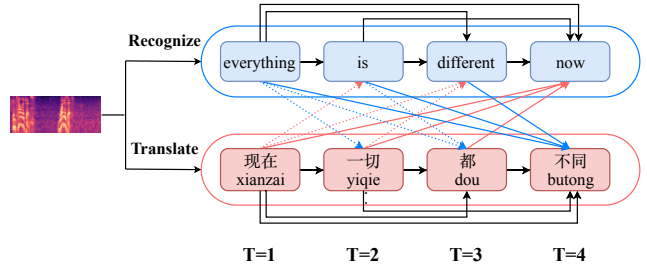 Recognize
everything is different now
Translate
现在 一切 都 不同
xianzai yiqie dou butong
T=1 T=2 T=3 T=4